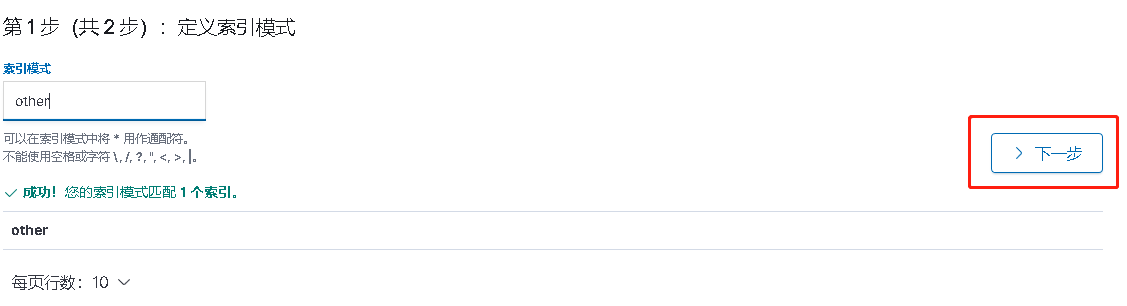 第 1 步 (共 2 步) ：定义索引模式
索引模式
other
可以在索引模式中将 * 用作通配符。
不能使用空格或字符 \, /, ?, ", <, >, |。
下一步
成功！您的索引模式匹配 1 个索引。
other
每页行数：10